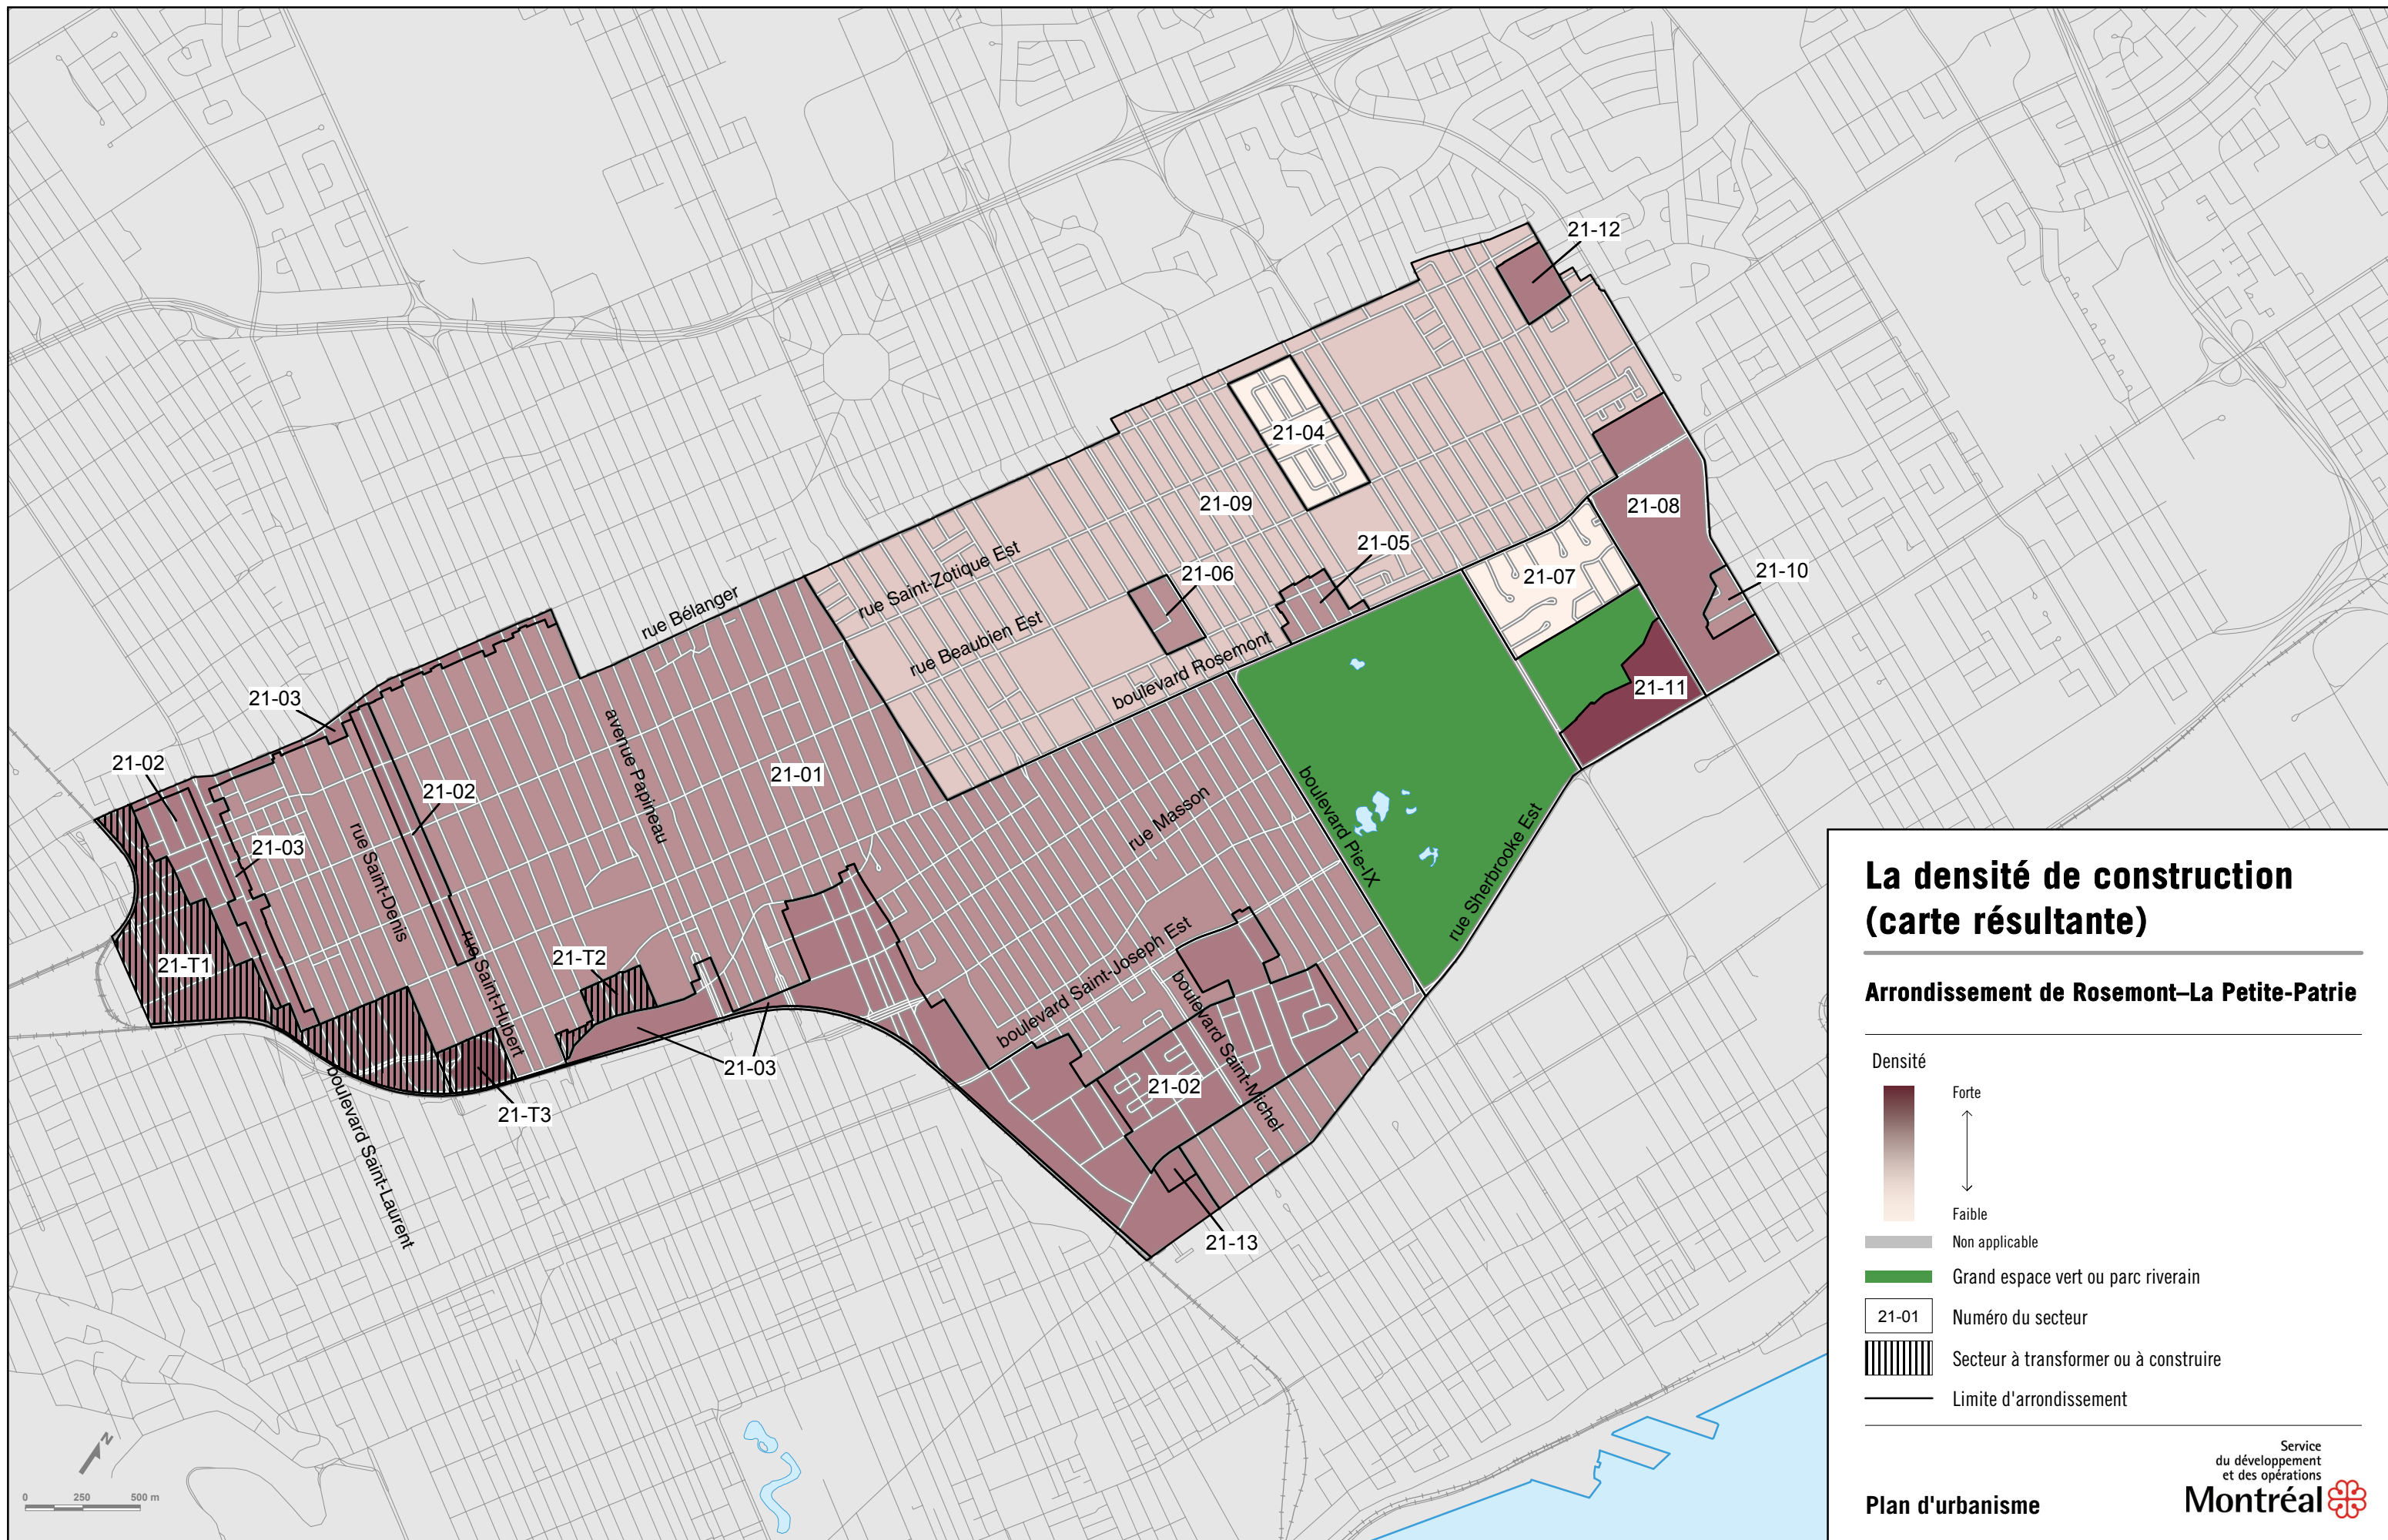 21-12
21-04
21-09
21-08
21-05
21-06
21-07
21-10
21-11
rue Saint-Zotique Est
rue Beaubien Est
rue Bélanger
boulevard Rosemont
21-03
21-02
21-02
21-01
avenue Papineau
rue Masson
boulevard Pie-IX
rue Sherbrooke Est
21-03
rue Saint-Denis
21-T1
21-T2
rue Saint-Hubert
boulevard Saint-Joseph Est
boulevard Saint-Michel
21-03
21-02
21-T3
boulevard Saint-Laurent
21-13
N
0 250 500 m
La densité de construction
(carte résultante)
Arrondissement de Rosemont–La Petite-Patrie
Densité
Forte
Faible
Non applicable
Grand espace vert ou parc riverain
21-01 Numéro du secteur
Secteur à transformer ou à construire
Limite d'arrondissement
Service
du développement
et des opérations
Plan d'urbanisme
Montréal